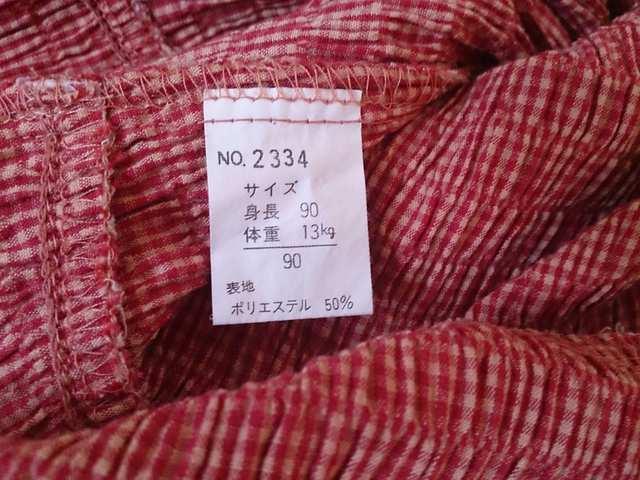 NO. 2334
サイズ
身長 90
体重 13kg
90
表地
ポリエステル 50%